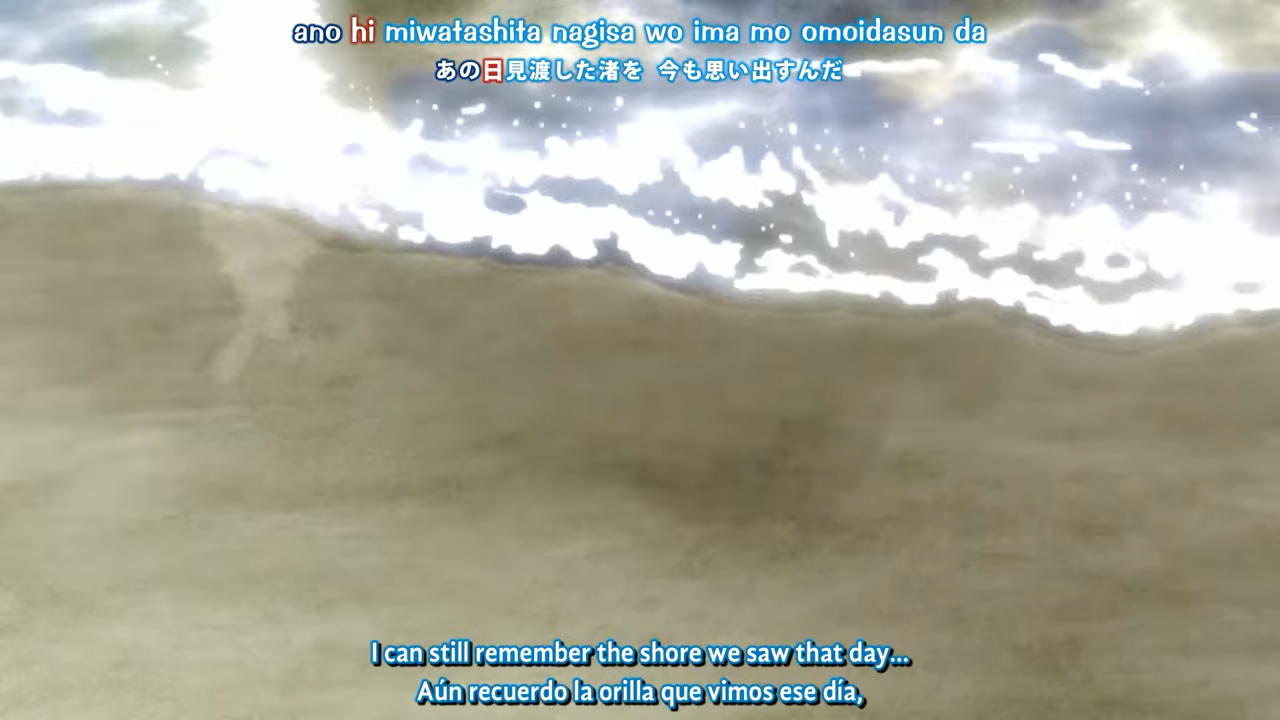 ano hi miwatashita nagisa wo ima mo omoidasun da
あの日見渡した渚を 今も思い出すんだ
I can still remember the shore we saw that day...
Aún recuerdo la orilla que vimos ese día,